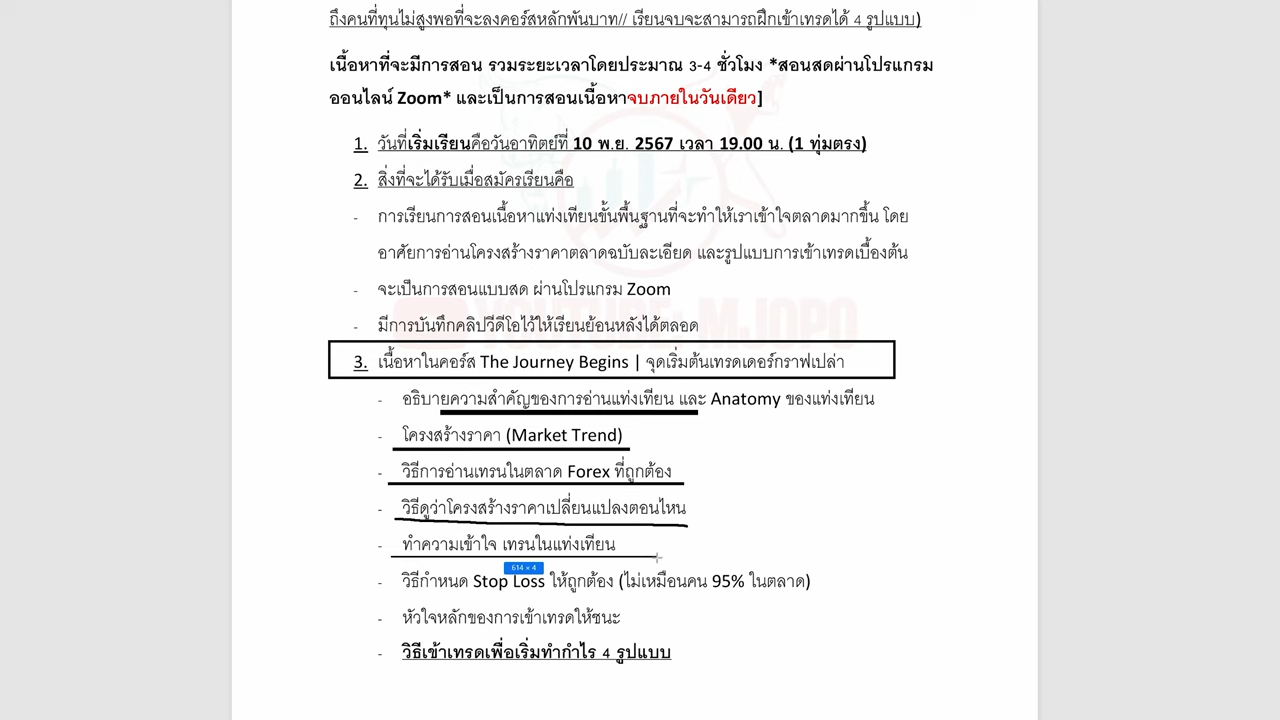 ถึงคนที่ทุนไม่สูงพอที่จะลงคอร์สหลักพันบาท// เรียนจบจะสามารถฝึกเข้าเทรดได้ 4 รูปแบบ)
เนื้อหาที่จะมีการสอน รวมระยะเวลาโดยประมาณ 3-4 ชั่วโมง *สอนสดผ่านโปรแกรม
ออนไลน์ Zoom* และเป็นการสอนเนื้อหาจบภายในวันเดียว]
1. วันที่เริ่มเรียนคือวันอาทิตย์ที่ 10 พ.ย. 2567 เวลา 19.00 น. (1 ทุ่มตรง)
2. สิ่งที่จะได้รับเมื่อสมัครเรียนคือ
- การเรียนการสอนเนื้อหาแท่งเทียนขั้นพื้นฐานที่จะทำให้เราเข้าใจตลาดมากขึ้น โดย
อาศัยการอ่านโครงสร้างราคาตลาดฉบับละเอียด และรูปแบบการเข้าเทรดเบื้องต้น
- จะเป็นการสอนแบบสด ผ่านโปรแกรม Zoom
YOUTUBE: MJOPO
- มีการบันทึกคลิปวีดีโอไว้ให้เรียนย้อนหลังได้ตลอด
3. เนื้อหาในคอร์ส The Journey Begins | จุดเริ่มต้นเทรดเดอร์กราฟเปล่า
- อธิบายความสำคัญของการอ่านแท่งเทียน และ Anatomy ของแท่งเทียน
- โครงสร้างราคา (Market Trend)
- วิธีการอ่านเทรนในตลาด Forex ที่ถูกต้อง
- วิธีดูว่าโครงสร้างราคาเปลี่ยนแปลงตอนไหน
- ทำความเข้าใจ เทรนในแท่งเทียน
614 × 4
- วิธีกำหนด Stop Loss ให้ถูกต้อง (ไม่เหมือนคน 95% ในตลาด)
- หัวใจหลักของการเข้าเทรดให้ชนะ
- วิธีเข้าเทรดเพื่อเริ่มทำกำไร 4 รูปแบบ